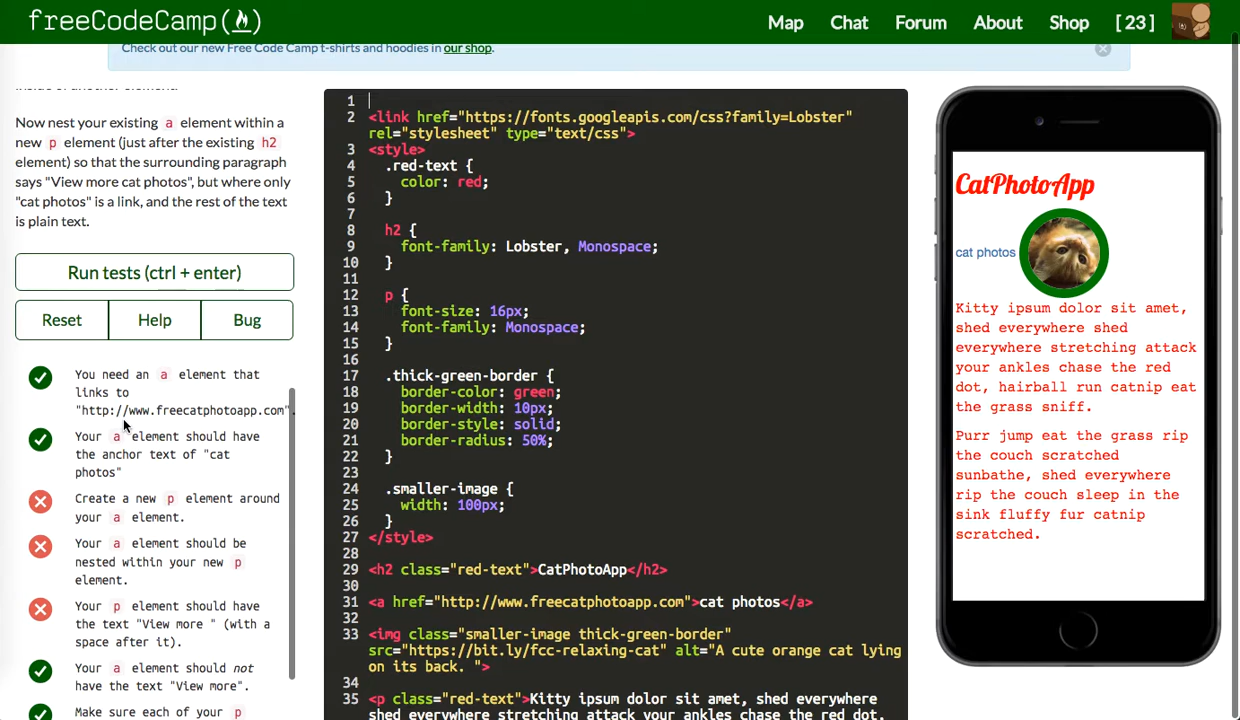 freeCodeCamp(🔥)
Map Chat Forum About Shop [ 23 ]
Check out our new Free Code Camp t-shirts and hoodies in our shop.
inside of another element.
Now nest your existing a element within a
new p element (just after the existing h2
element) so that the surrounding paragraph
says "View more cat photos", but where only
"cat photos" is a link, and the rest of the text
is plain text.
Run tests (ctrl + enter)
Reset Help Bug
You need an a element that
links to
"http://www.freecatphotoapp.com".
Your a element should have
the anchor text of "cat
photos"
Create a new p element around
your a element.
Your a element should be
nested within your new p
element.
Your p element should have
the text "View more " (with a
space after it).
Your a element should not
have the text "View more".
Make sure each of your p
1
2 <link href="https://fonts.googleapis.com/css?family=Lobster"
rel="stylesheet" type="text/css">
3 <style>
4 .red-text {
5 color: red;
6 }
7
8 h2 {
9 font-family: Lobster, Monospace;
10 }
11
12 p {
13 font-size: 16px;
14 font-family: Monospace;
15 }
16
17 .thick-green-border {
18 border-color: green;
19 border-width: 10px;
20 border-style: solid;
21 border-radius: 50%;
22 }
23
24 .smaller-image {
25 width: 100px;
26 }
27 </style>
28
29 <h2 class="red-text">CatPhotoApp</h2>
30
31 <a href="http://www.freecatphotoapp.com">cat photos</a>
32
33 <img class="smaller-image thick-green-border"
src="https://bit.ly/fcc-relaxing-cat" alt="A cute orange cat lying
on its back. ">
34
35 <p class="red-text">Kitty ipsum dolor sit amet, shed everywhere
shed everywhere stretching attack your ankles chase the red dot,
CatPhotoApp
cat photos
Kitty ipsum dolor sit amet,
shed everywhere shed
everywhere stretching attack
your ankles chase the red
dot, hairball run catnip eat
the grass sniff.
Purr jump eat the grass rip
the couch scratched
sunbathe, shed everywhere
rip the couch sleep in the
sink fluffy fur catnip
scratched.